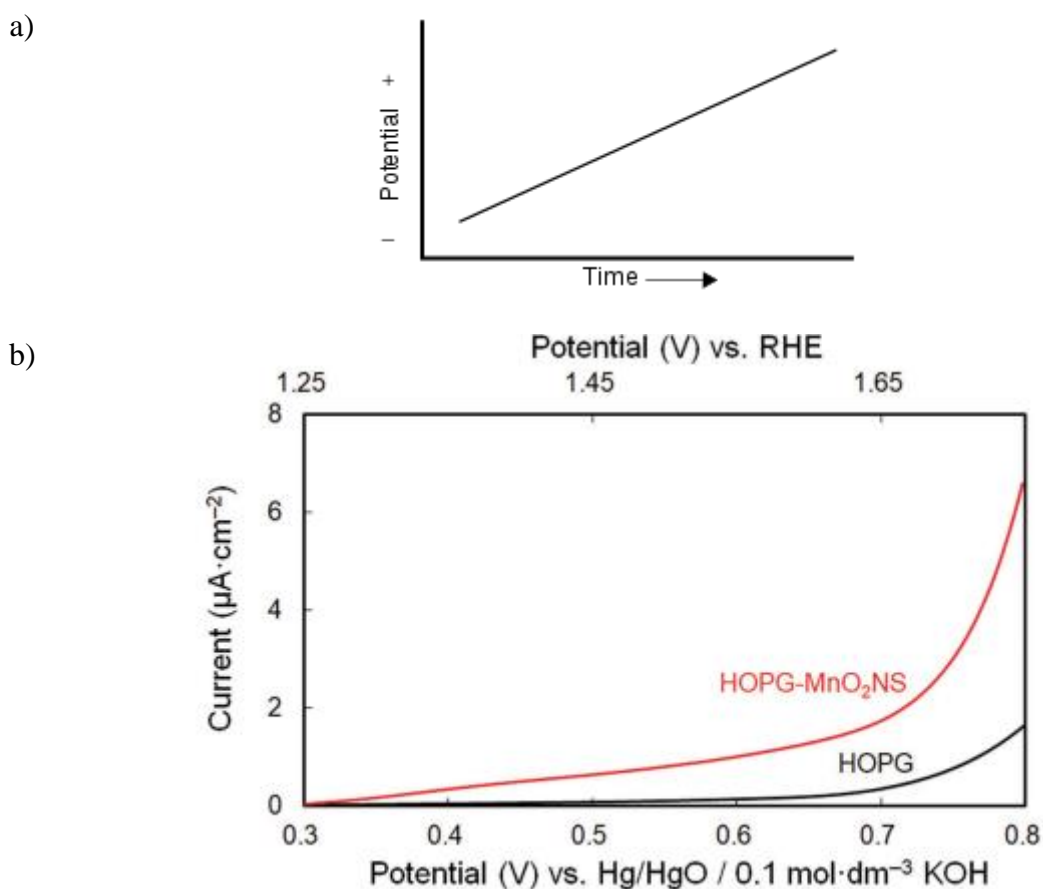 a)
+
Potential
−
Time
b)
Potential (V) vs. RHE
1.25 1.45 1.65
8
6
4
2
0
Current (μA·cm⁻²)
HOPG-MnO₂NS
HOPG
0.3 0.4 0.5 0.6 0.7 0.8
Potential (V) vs. Hg/HgO / 0.1 mol·dm⁻³ KOH